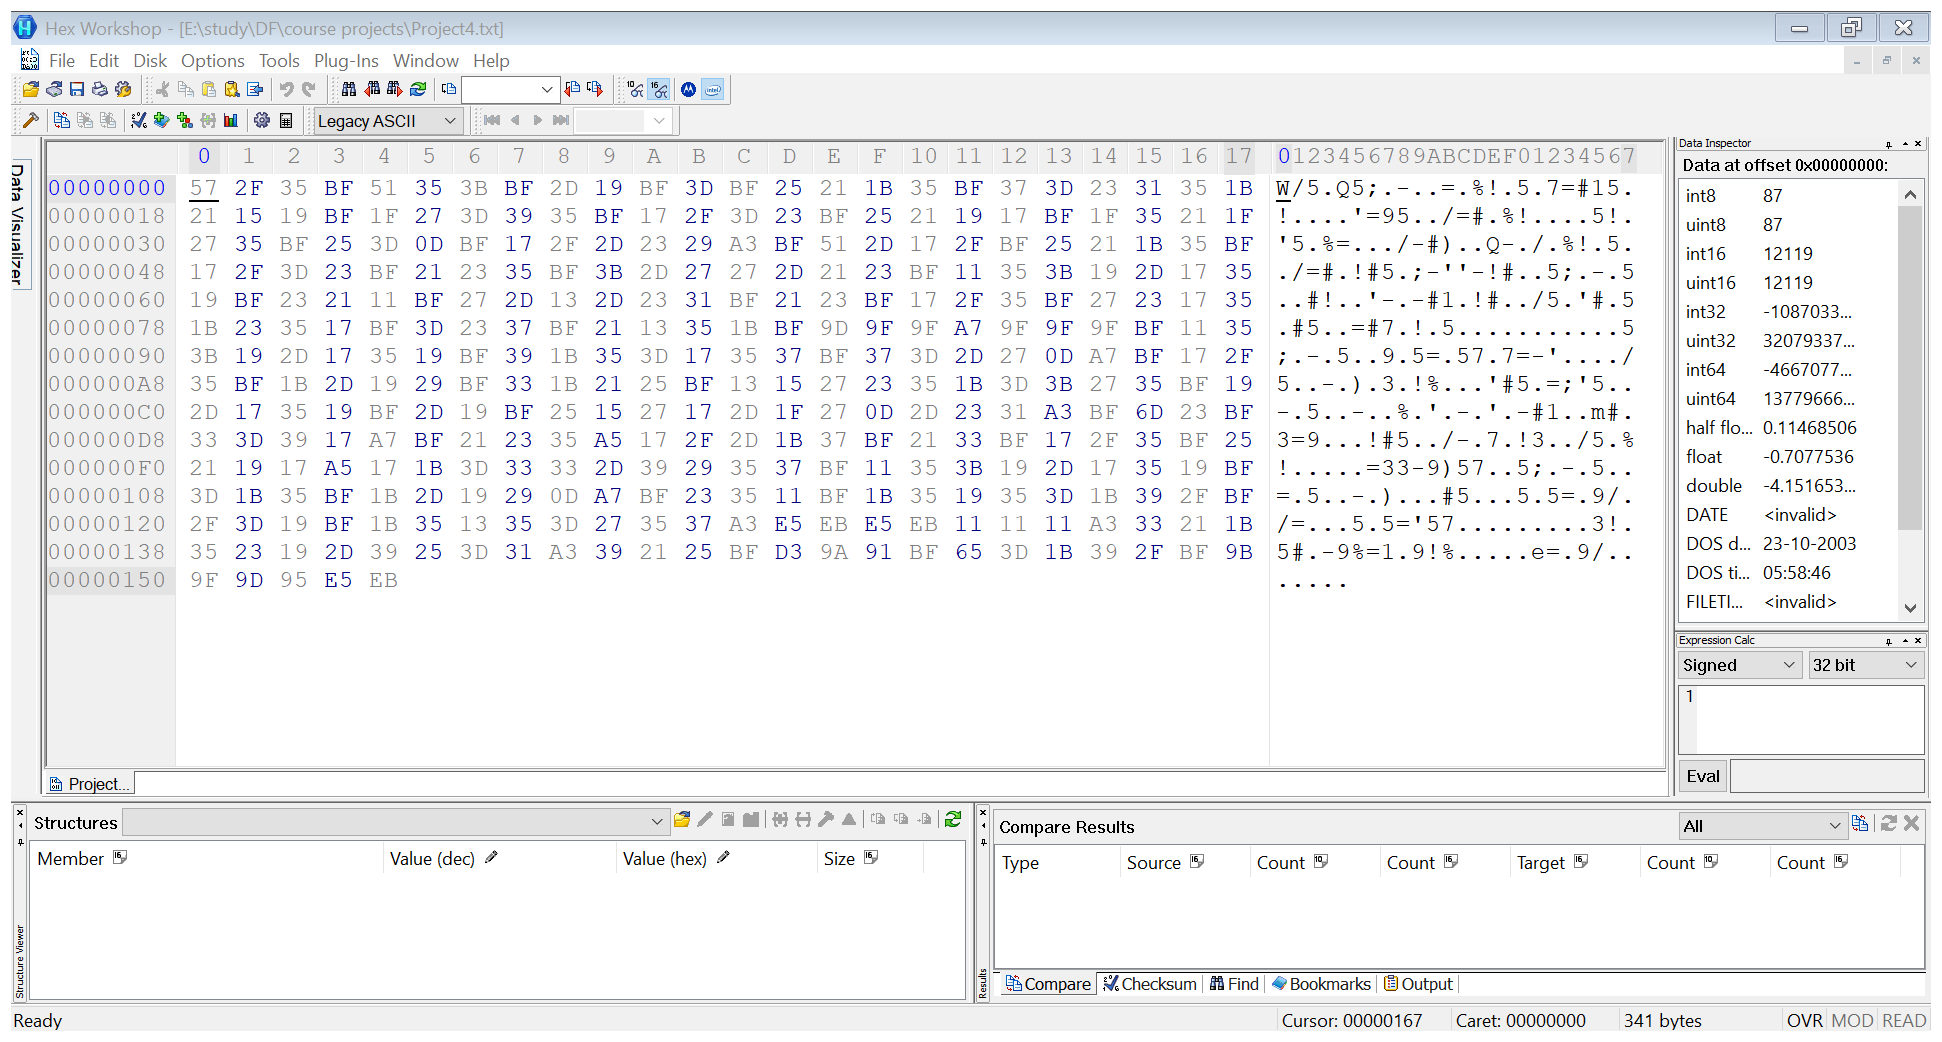 Hex Workshop - [E:\study\DF\course projects\Project4.txt]
File Edit Disk Options Tools Plug-Ins Window Help
Legacy ASCII
Data Visualizer
0 1 2 3 4 5 6 7 8 9 A B C D E F 10 11 12 13 14 15 16 17 0123456789ABCDEF01234567
00000000 57 2F 35 BF 51 35 3B BF 2D 19 BF 3D BF 25 21 1B 35 BF 37 3D 23 31 35 1B W/5.Q5;.-..=.%!.5.7=#15.
00000018 21 15 19 BF 1F 27 3D 39 35 BF 17 2F 3D 23 BF 25 21 19 17 BF 1F 35 21 1F !....'=95../=#.%!....5!.
00000030 27 35 BF 25 3D 0D BF 17 2F 2D 23 29 A3 BF 51 2D 17 2F BF 25 21 1B 35 BF '5.%=.../-#)..Q-./.%!.5.
00000048 17 2F 3D 23 BF 21 23 35 BF 3B 2D 27 27 2D 21 23 BF 11 35 3B 19 2D 17 35 ./=#.!#5.;-''-!#..5;.-.5
00000060 19 BF 23 21 11 BF 27 2D 13 2D 23 31 BF 21 23 BF 17 2F 35 BF 27 23 17 35 ..#!..'-.-#1.!#../5.'#.5
00000078 1B 23 35 17 BF 3D 23 37 BF 21 13 35 1B BF 9D 9F 9F A7 9F 9F 9F BF 11 35 .#5..=#7.!.5...........5
00000090 3B 19 2D 17 35 19 BF 39 1B 35 3D 17 35 37 BF 37 3D 2D 27 0D A7 BF 17 2F ;.-.5..9.5=.57.7=-'..../
000000A8 35 BF 1B 2D 19 29 BF 33 1B 21 25 BF 13 15 27 23 35 1B 3D 3B 27 35 BF 19 5..-.).3.!%...'#5.=;'5..
000000C0 2D 17 35 19 BF 2D 19 BF 25 15 27 17 2D 1F 27 0D 2D 23 31 A3 BF 6D 23 BF -.5..-..%.'.-.'.-#1..m#.
000000D8 33 3D 39 17 A7 BF 21 23 35 A5 17 2F 2D 1B 37 BF 21 33 BF 17 2F 35 BF 25 3=9...!#5../-.7.!3../5.%
000000F0 21 19 17 A5 17 1B 3D 33 33 2D 39 29 35 37 BF 11 35 3B 19 2D 17 35 19 BF !.....=33-9)57..5;.-.5..
00000108 3D 1B 35 BF 1B 2D 19 29 0D A7 BF 23 35 11 BF 1B 35 19 35 3D 1B 39 2F BF =.5..-.)...#5...5.5=.9/.
00000120 2F 3D 19 BF 1B 35 13 35 3D 27 35 37 A3 E5 EB E5 EB 11 11 11 A3 33 21 1B /=...5.5='57.........3!.
00000138 35 23 19 2D 39 25 3D 31 A3 39 21 25 BF D3 9A 91 BF 65 3D 1B 39 2F BF 9B 5#.-9%=1.9!%.....e=.9/..
00000150 9F 9D 95 E5 EB .....
Project...
Data Inspector
Data at offset 0x00000000:
int8 87
uint8 87
int16 12119
uint16 12119
int32 -1087033...
uint32 32079337...
int64 -4667077...
uint64 13779666...
half flo... 0.11468506
float -0.7077536
double -4.151653...
DATE <invalid>
DOS d... 23-10-2003
DOS ti... 05:58:46
FILETI... <invalid>
Expression Calc
Signed 32 bit
1
Eval
Structures
Member Value (dec) Value (hex) Size
Structure Viewer
Compare Results All
Type Source Count Count Target Count Count
Results
Compare Checksum Find Bookmarks Output
Ready Cursor: 00000167 Caret: 00000000 341 bytes OVR MOD READ